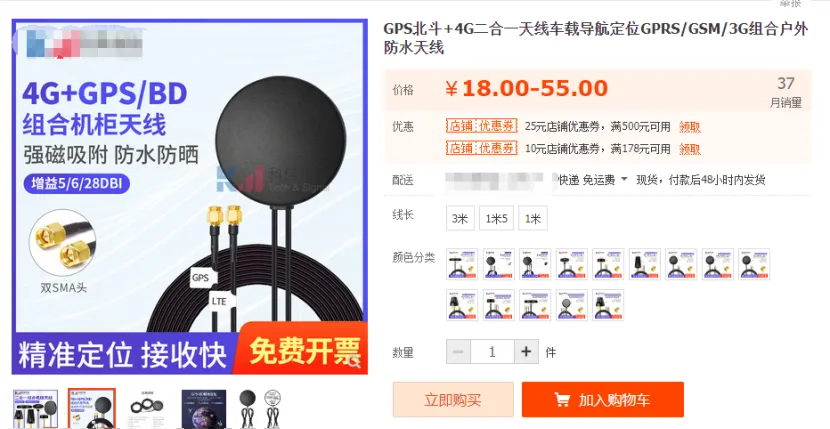 举报
GPS北斗+4G二合一天线车载导航定位GPRS/GSM/3G组合户外
防水天线
4G+GPS/BD
组合机柜天线
强磁吸附 防水防晒
增益5/6/28DBI
GPS
LTE
双SMA头
精准定位 接收快
免费开票
价格
¥18.00-55.00
37
月销量
优惠
店铺优惠券 25元店铺优惠券，满500元可用 领取
店铺优惠券 10元店铺优惠券，满178元可用 领取
配送
快递 免运费 现货，付款后48小时内发货
线长
3米 1米5 1米
颜色分类
数量
1
件
立即购买
加入购物车